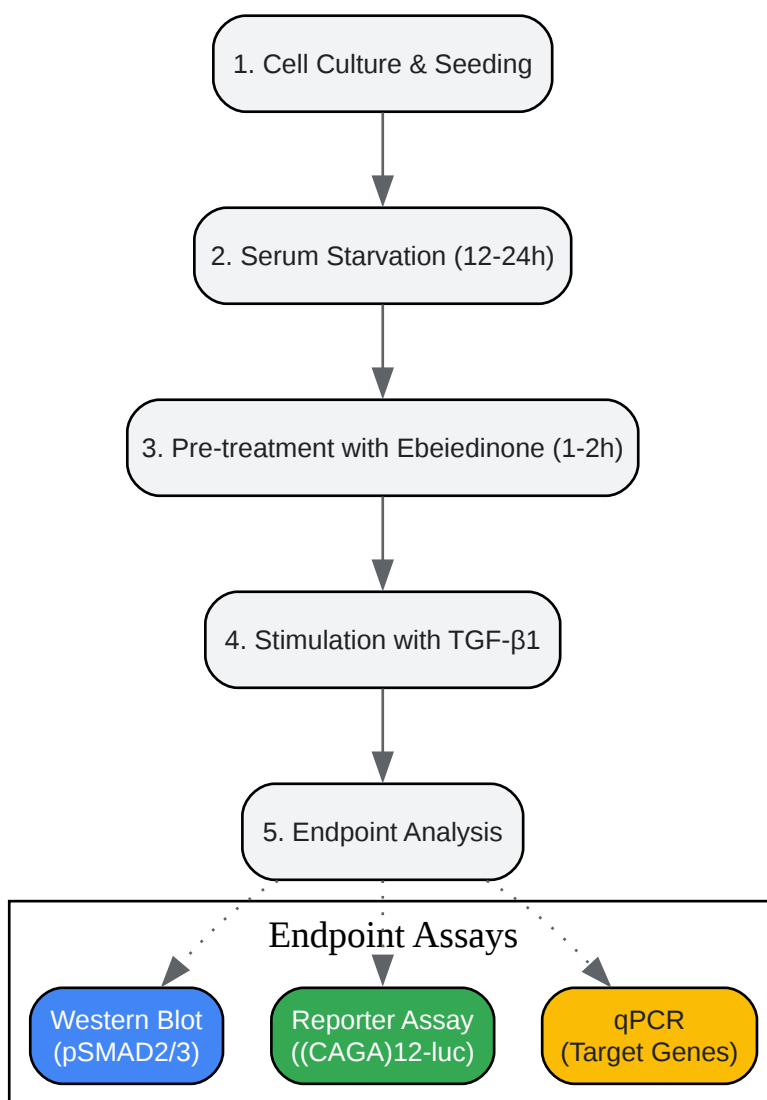 1. Cell Culture & Seeding
2. Serum Starvation (12-24h)
3. Pre-treatment with Ebeiedinone (1-2h)
4. Stimulation with TGF-β1
5. Endpoint Analysis
Endpoint Assays
Western Blot
(pSMAD2/3)
Reporter Assay
((CAGA)12-luc)
qPCR
(Target Genes)